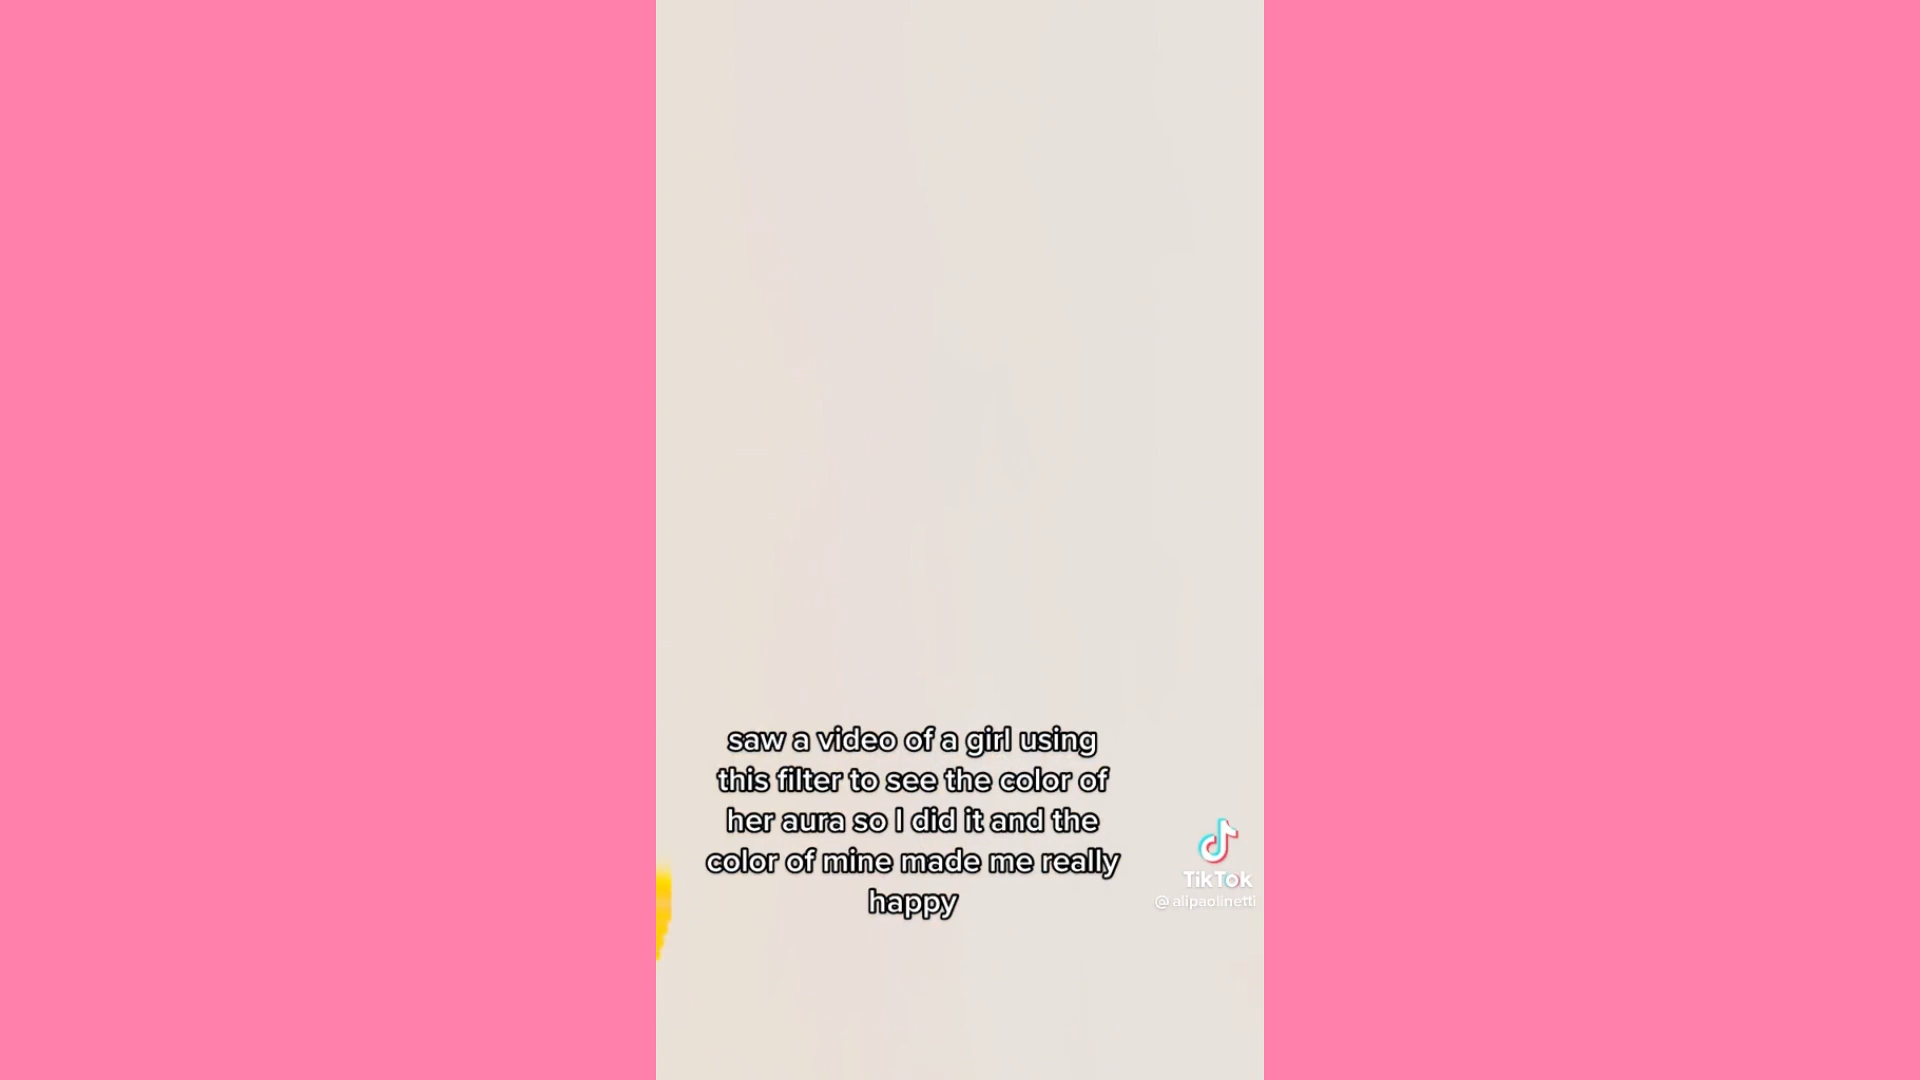 saw a video of a girl using
this filter to see the color of
her aura so I did it and the
color of mine made me really
happy
TikTok
@alipaolinetti